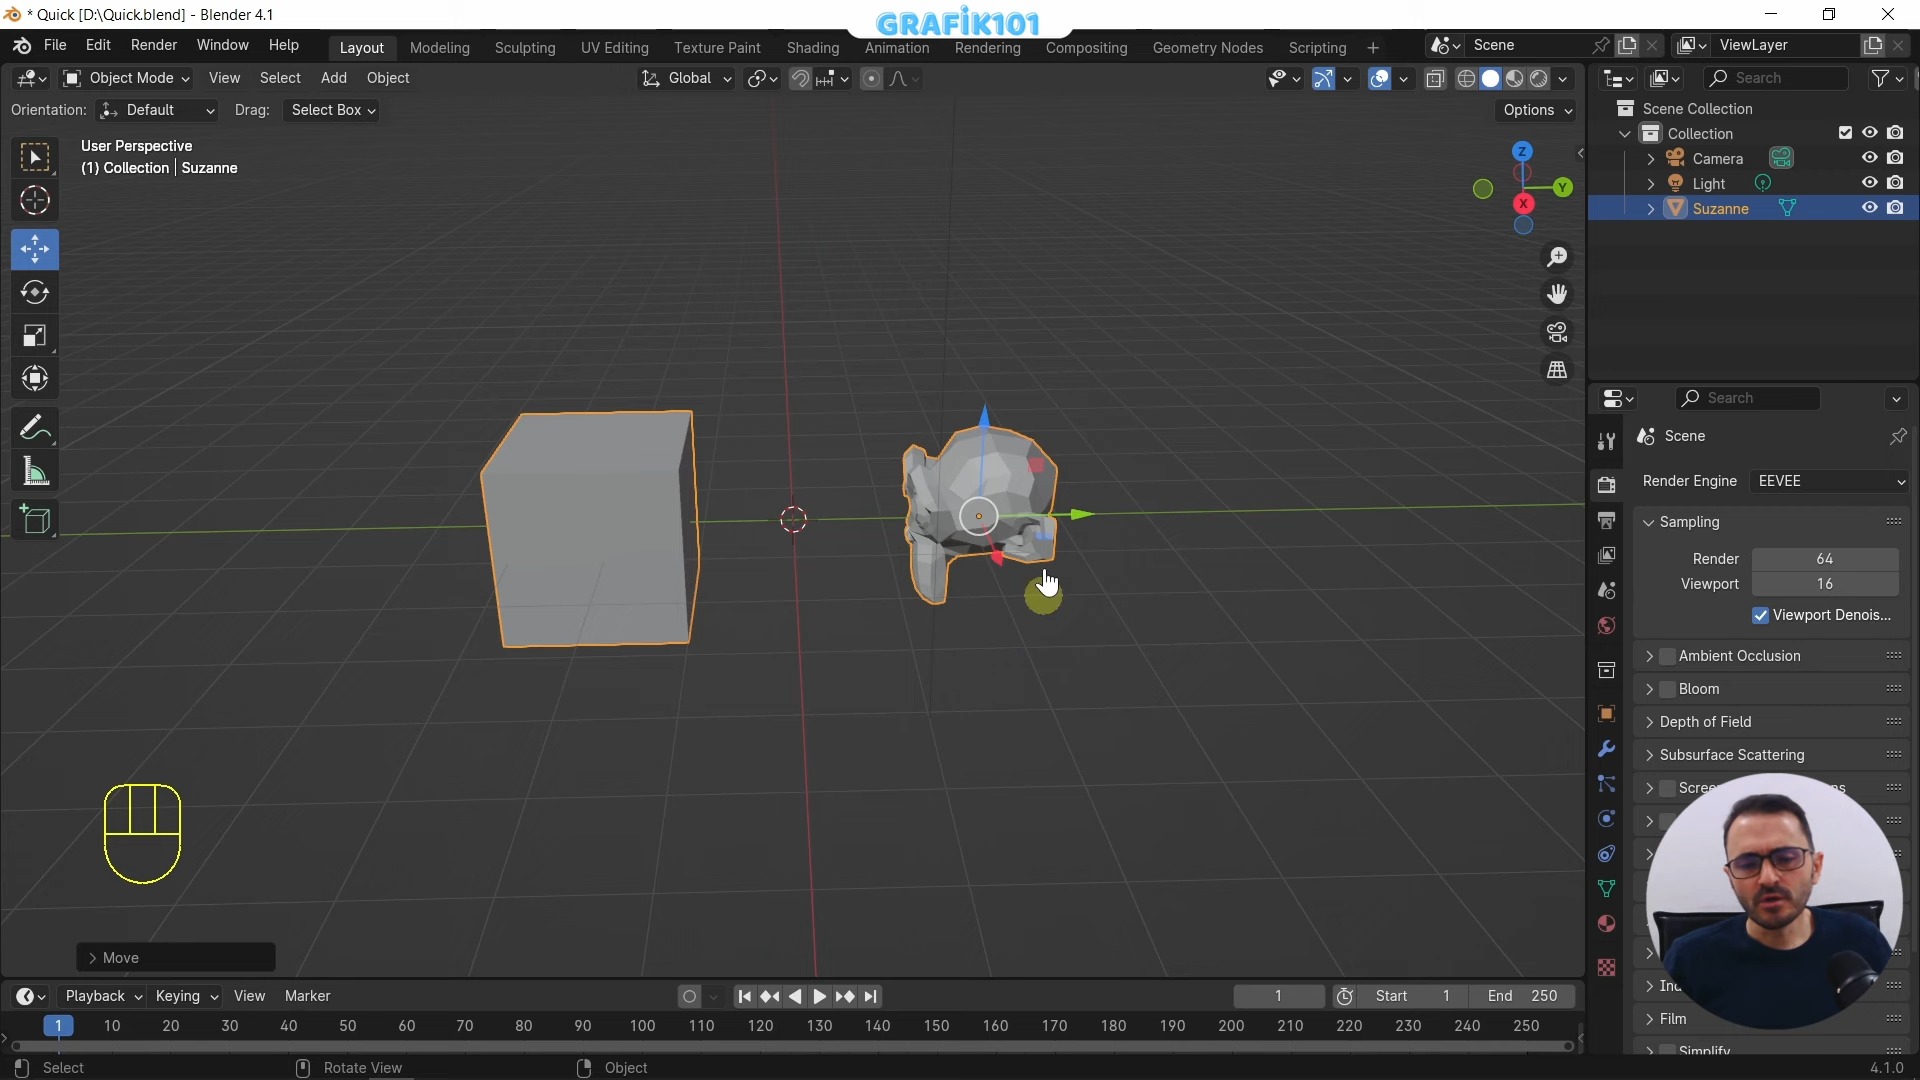 * Quick [D:\Quick.blend] - Blender 4.1
GRAFİK101
File Edit Render Window Help
Layout Modeling Sculpting UV Editing Texture Paint Shading Animation Rendering Compositing Geometry Nodes Scripting +
Scene
ViewLayer
Object Mode View Select Add Object
Global
Search
Orientation: Default Drag: Select Box
Options
User Perspective
(1) Collection | Suzanne
Scene Collection
Collection
Camera
Light
Suzanne
Z
Y
X
Search
Scene
Render Engine EEVEE
Sampling
Render 64
Viewport 16
Viewport Denois...
Ambient Occlusion
Bloom
Depth of Field
Subsurface Scattering
Film
Simplify
Move
Playback Keying View Marker
1 Start 1 End 250
1 10 20 30 40 50 60 70 80 90 100 110 120 130 140 150 160 170 180 190 200 210 220 230 240 250
Select Rotate View Object 4.1.0